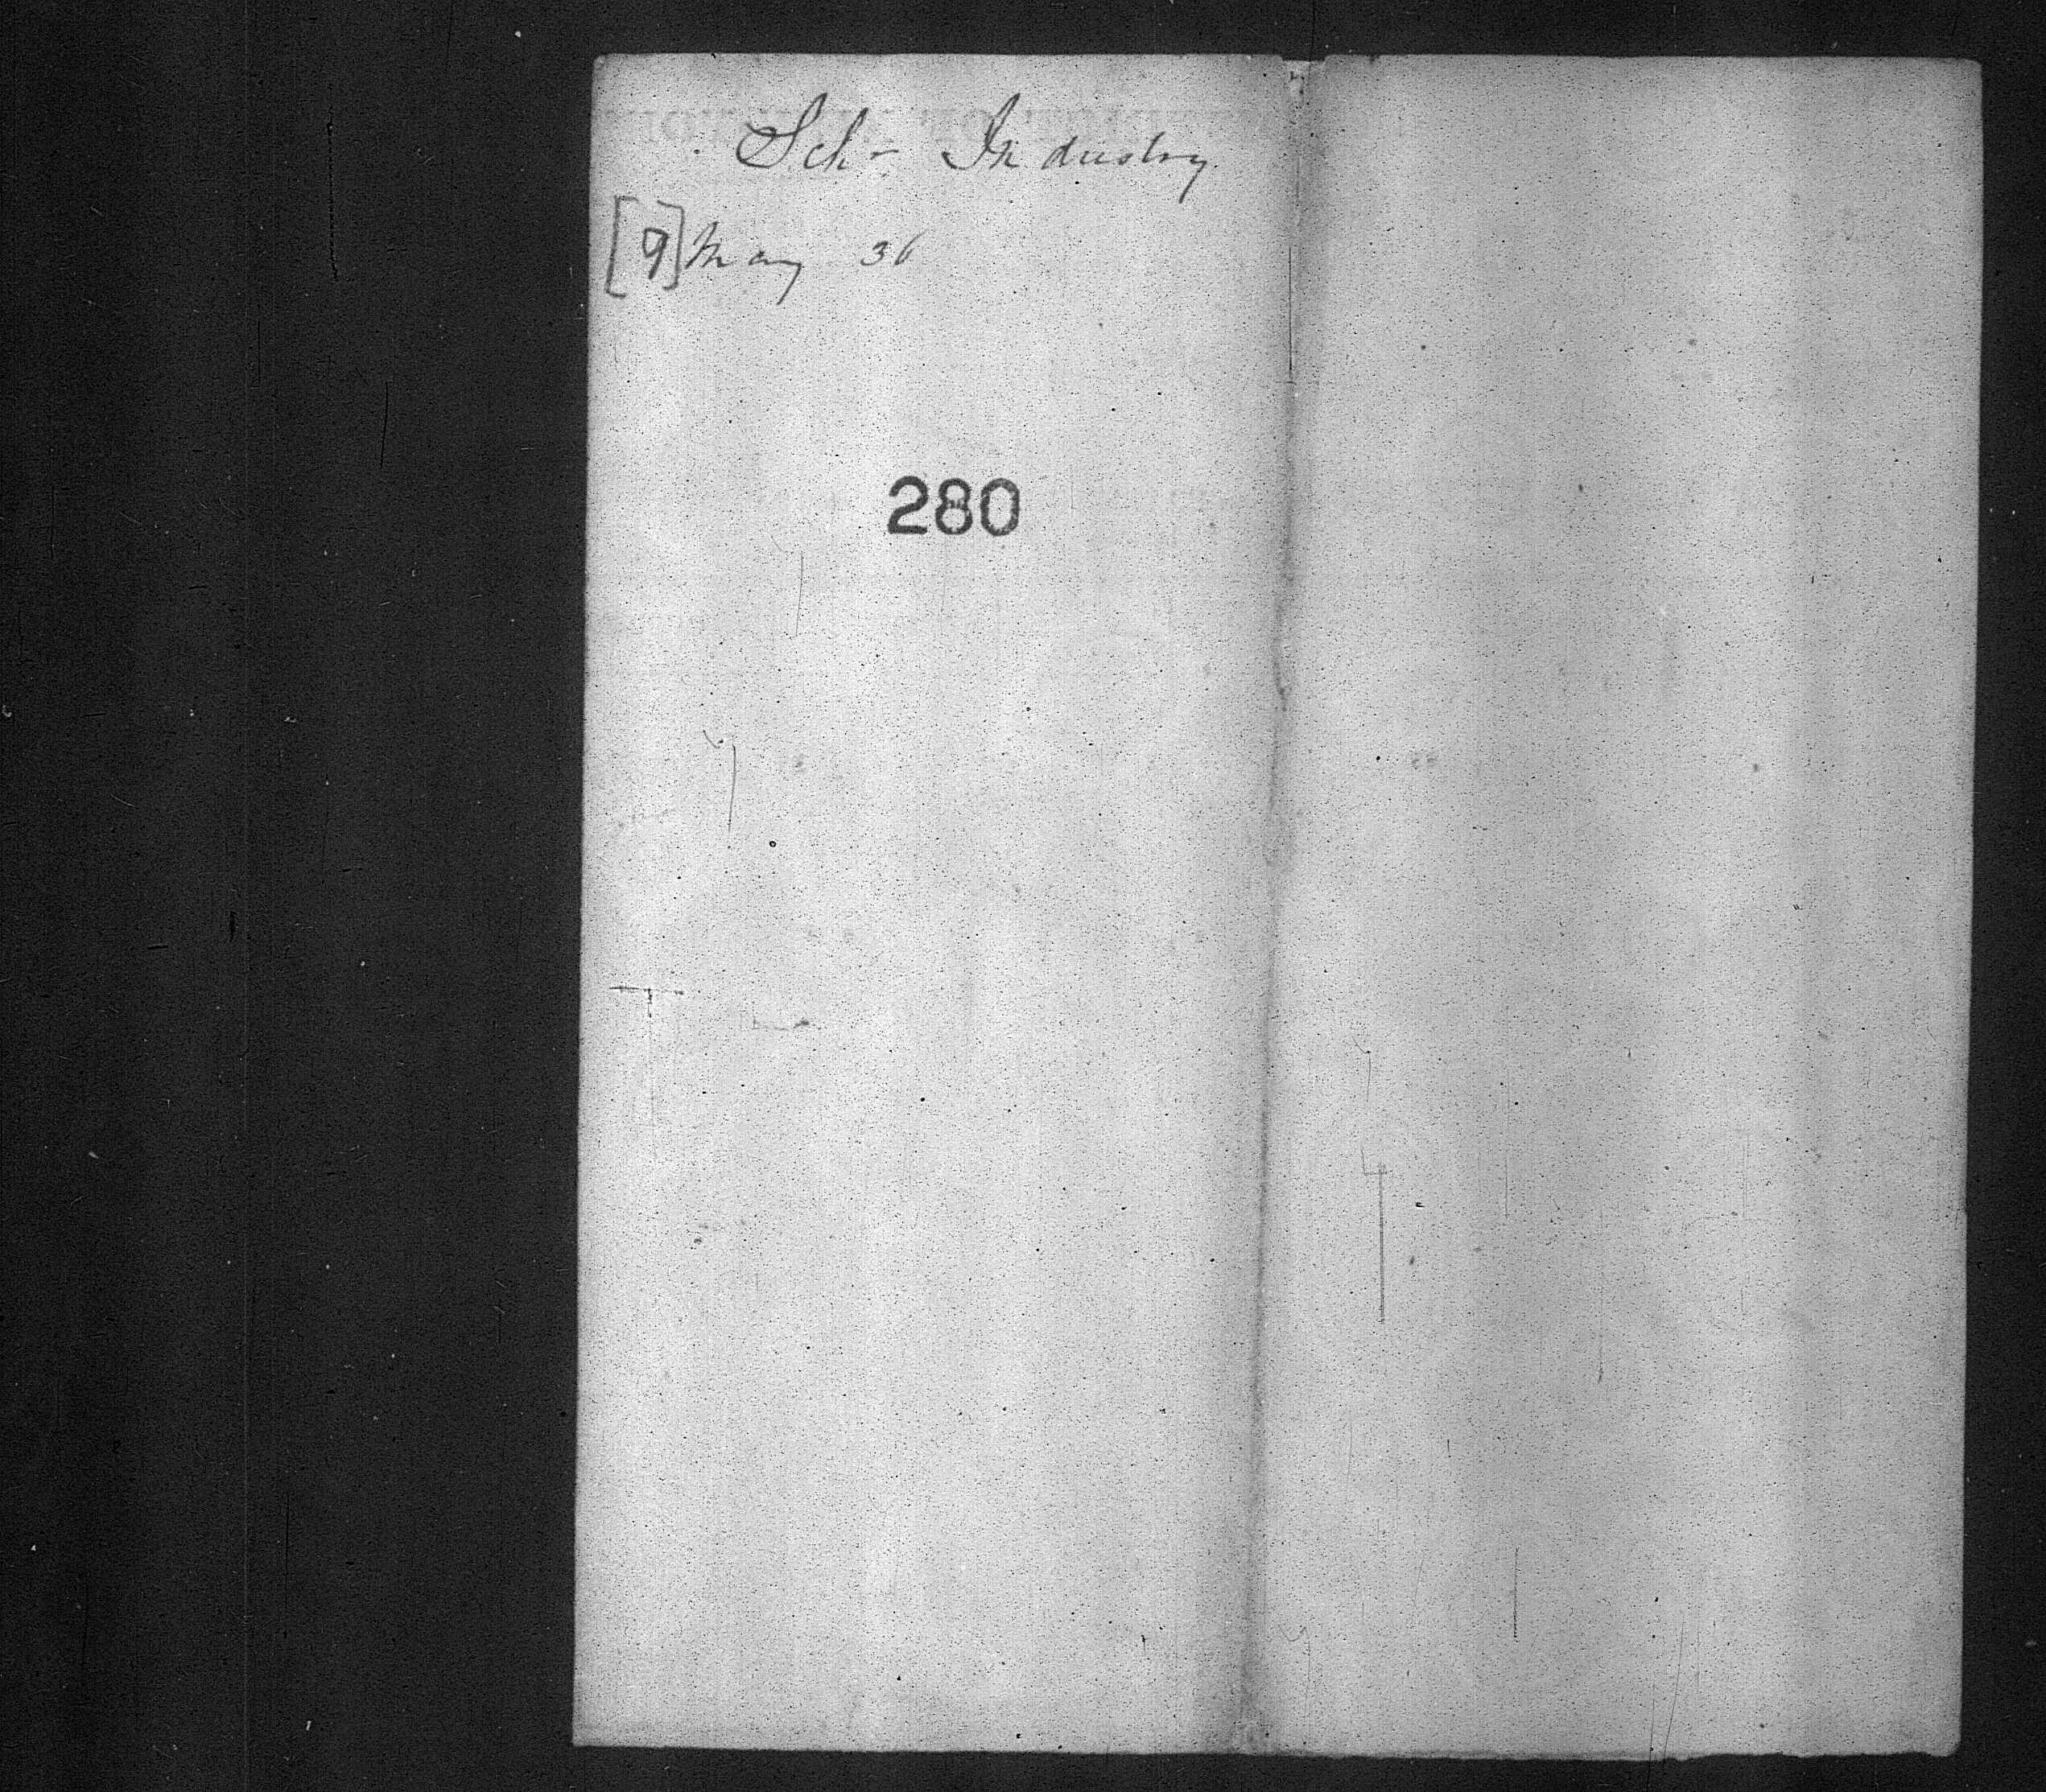 Sch- Industry.
[9] May 36
280